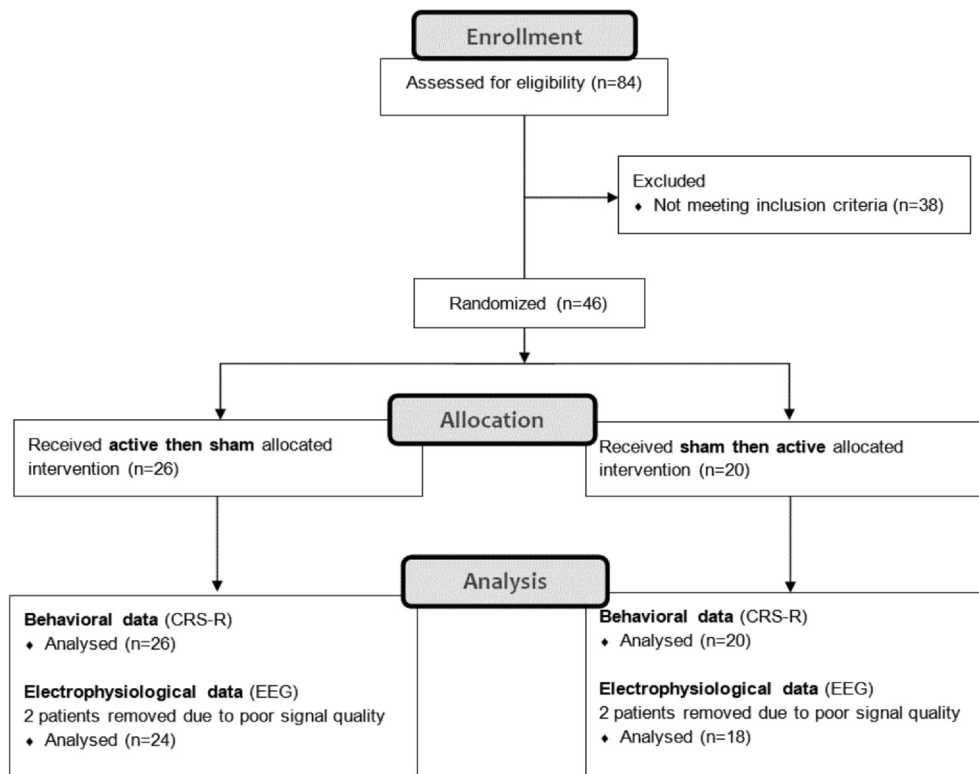 Enrollment
Assessed for eligibility (n=84)
Excluded
♦ Not meeting inclusion criteria (n=38)
Randomized (n=46)
Allocation
Received active then sham allocated
intervention (n=26)
Received sham then active allocated
intervention (n=20)
Analysis
Behavioral data (CRS-R)
♦ Analysed (n=26)
Electrophysiological data (EEG)
2 patients removed due to poor signal quality
♦ Analysed (n=24)
Behavioral data (CRS-R)
♦ Analysed (n=20)
Electrophysiological data (EEG)
2 patients removed due to poor signal quality
♦ Analysed (n=18)